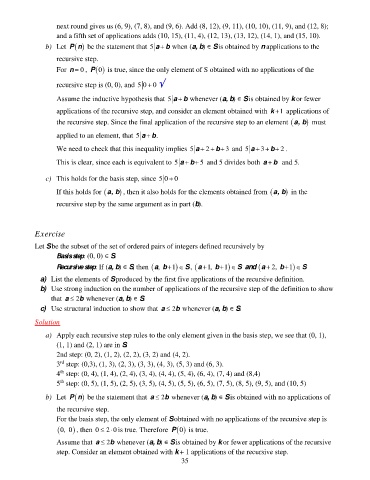 next round gives us (6, 9), (7, 8), and (9, 6). Add (8, 12), (9, 11), (10, 10), (11, 9), and (12, 8);
and a fifth set of applications adds (10, 15), (11, 4), (12, 13), (13, 12), (14, 1), and (15, 10).
b) Let P(n) be the statement that 5|a + b when (a, b) ∈ S is obtained by n applications to the
recursive step.
For n = 0, P(0) is true, since the only element of S obtained with no applications of the
recursive step is (0, 0), and 5|0 + 0 √
Assume the inductive hypothesis that 5|a + b whenever (a, b) ∈ S is obtained by k or fewer
applications of the recursive step, and consider an element obtained with k + 1 applications of
the recursive step. Since the final application of the recursive step to an element (a, b) must
applied to an element, that 5|a + b.
We need to check that this inequality implies 5|a + 2 + b + 3 and 5|a + 3 + b + 2.
This is clear, since each is equivalent to 5|a + b + 5 and 5 divides both a + b and 5.
c) This holds for the basis step, since 5|0 + 0
If this holds for (a, b), then it also holds for the elements obtained from (a, b) in the
recursive step by the same argument as in part (b).
Exercise
Let S be the subset of the set of ordered pairs of integers defined recursively by
Basis step: (0, 0) ∈ S.
Recursive step: If (a, b) ∈ S, then (a, b+1) ∈ S, (a+1, b+1) ∈ S and (a+2, b+1) ∈ S
a) List the elements of S produced by the first five applications of the recursive definition.
b) Use strong induction on the number of applications of the recursive step of the definition to show
that a ≤ 2b whenever (a, b) ∈ S.
c) Use structural induction to show that a ≤ 2b whenever (a, b) ∈ S.
Solution
a) Apply each recursive step rules to the only element given in the basis step, we see that (0, 1),
(1, 1) and (2, 1) are in S.
2nd step: (0, 2), (1, 2), (2, 2), (3, 2) and (4, 2).
3rd step: (0,3), (1, 3), (2, 3), (3, 3), (4, 3), (5, 3) and (6, 3).
4th step: (0, 4), (1, 4), (2, 4), (3, 4), (4, 4), (5, 4), (6, 4), (7, 4) and (8,4)
5th step: (0, 5), (1, 5), (2, 5), (3, 5), (4, 5), (5, 5), (6, 5), (7, 5), (8, 5), (9, 5), and (10, 5)
b) Let P(n) be the statement that a ≤ 2b whenever (a, b) ∈ S is obtained with no applications of
the recursive step.
For the basis step, the only element of S obtained with no applications of the recursive step is
(0, 0), then 0 ≤ 2·0 is true. Therefore P(0) is true.
Assume that a ≤ 2b whenever (a, b) ∈ S is obtained by k or fewer applications of the recursive
step. Consider an element obtained with k + 1 applications of the recursive step.
35